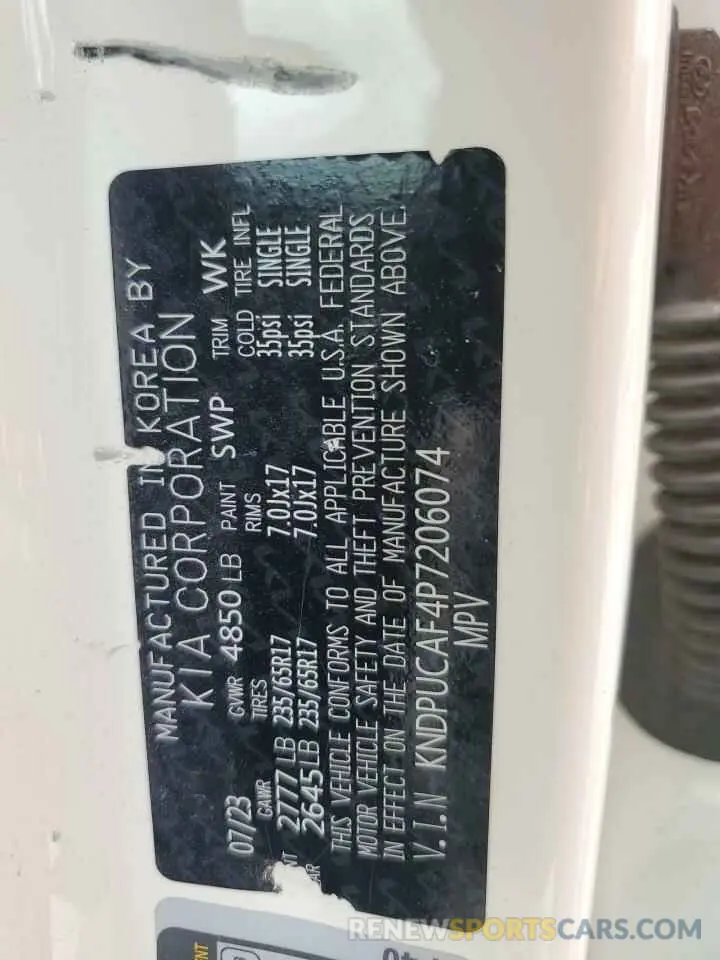 MANUFACTURED IN KOREA BY
KIA CORPORATION
07/23 GVWR 4850 LB PAINT SWP TRIM WK
GAWR TIRES RIMS COLD TIRE INFL
2777 LB 235/65R17 7.0Jx17 35psi SINGLE
2645 LB 235/65R17 7.0Jx17 35psi SINGLE
THIS VEHICLE CONFORMS TO ALL APPLICABLE U.S.A. FEDERAL
MOTOR VEHICLE SAFETY AND THEFT PREVENTION STANDARDS
IN EFFECT ON THE DATE OF MANUFACTURE SHOWN ABOVE.
V.I.N KNDPUCAF4P7206074
MPV
RENEWSPORTSCARS.COM